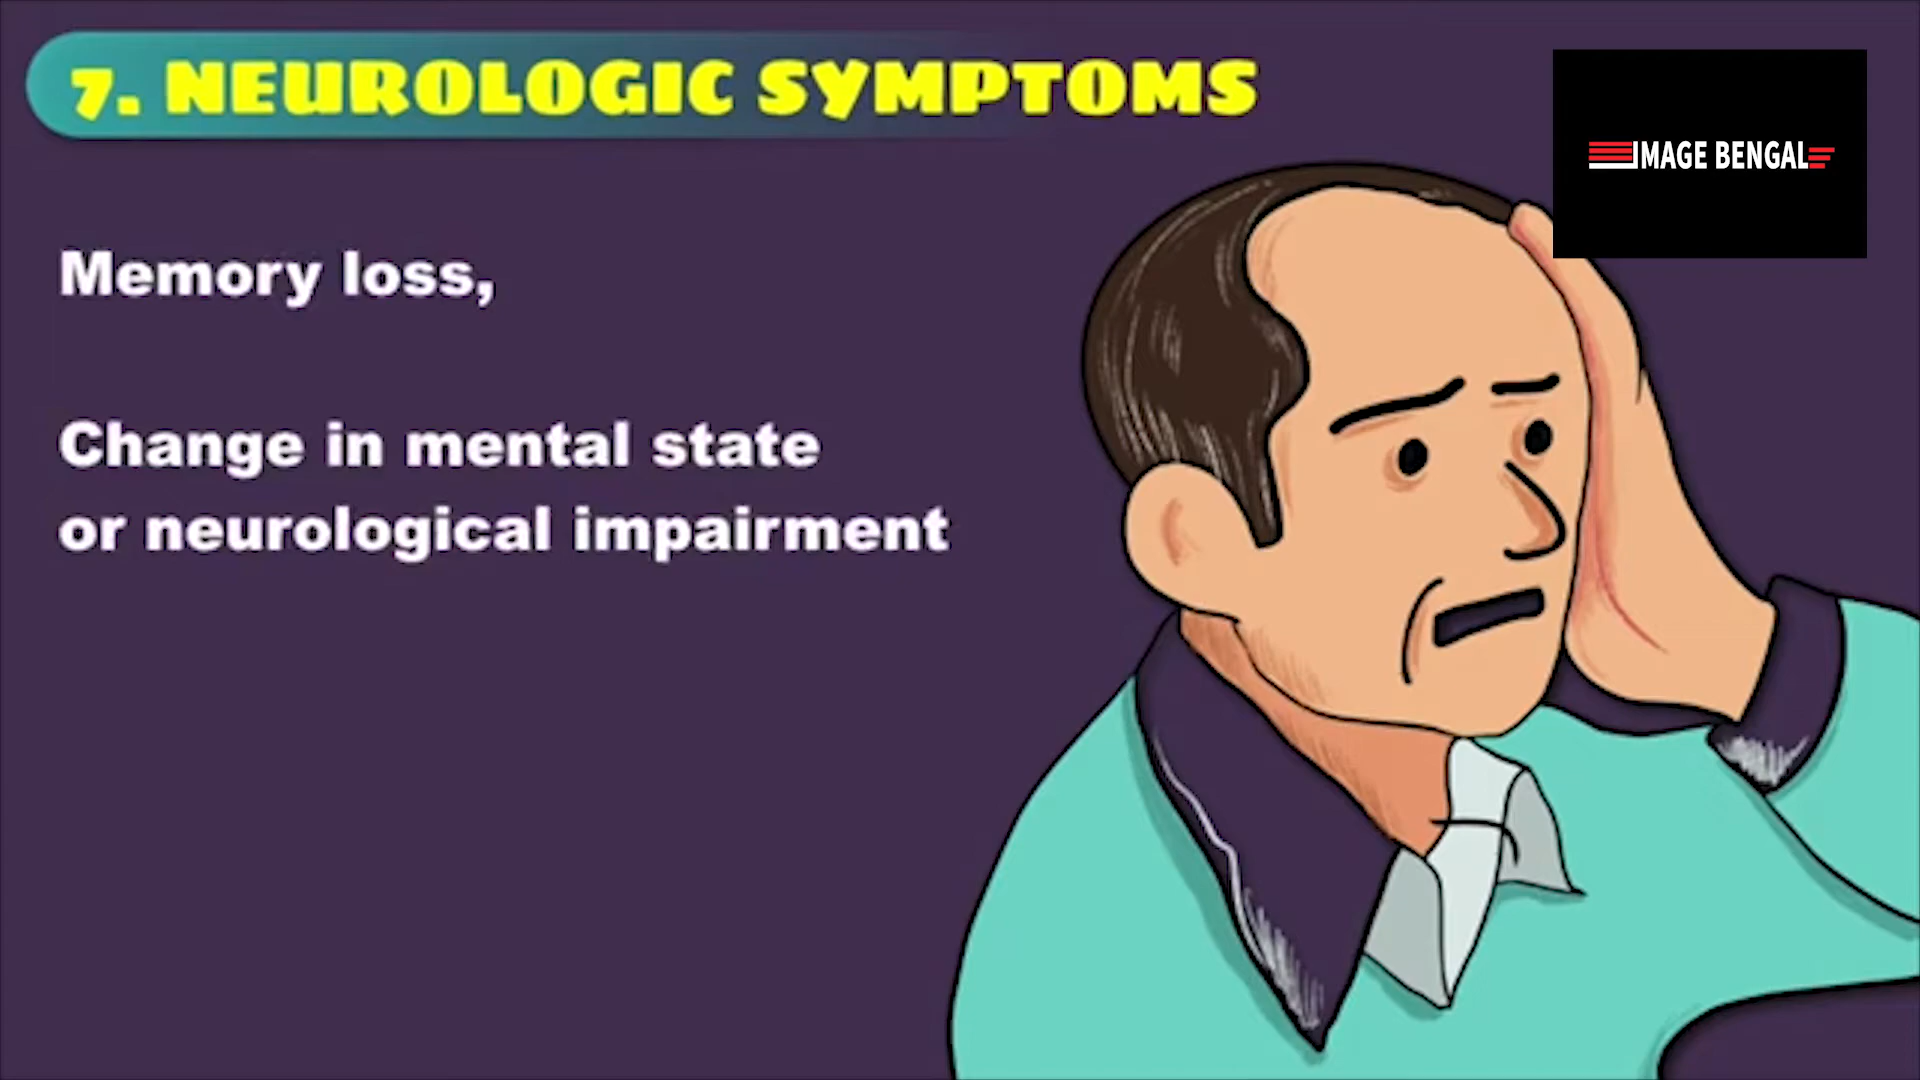 7. NEUROLOGIC SYMPTOMS
IMAGE BENGAL
Memory loss,
Change in mental state
or neurological impairment